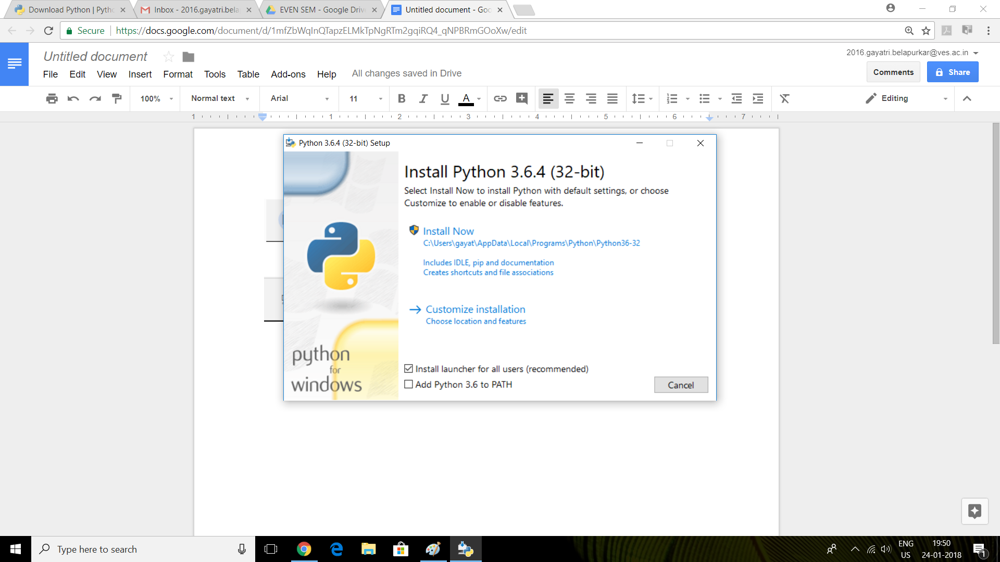 Download Python | Pytho
Inbox - 2016.gayatri.bela
EVEN SEM - Google Drive
Untitled document - Goo
Secure
https://docs.google.com/document/d/1mfZbWqInQTapzELMkTpNgRTm2gqiRQ4_qNPBRmGOoXw/edit
Untitled document
2016.gayatri.belapurkar@ves.ac.in
File Edit View Insert Format Tools Table Add-ons Help All changes saved in Drive
Comments Share
100% Normal text Arial 11 B I U A Editing
1 1 2 3 4 5 6 7
Python 3.6.4 (32-bit) Setup
Install Python 3.6.4 (32-bit)
Select Install Now to install Python with default settings, or choose
Customize to enable or disable features.
Install Now
C:\Users\gayat\AppData\Local\Programs\Python\Python36-32
Includes IDLE, pip and documentation
Creates shortcuts and file associations
Customize installation
Choose location and features
python
for
windows
Install launcher for all users (recommended)
Add Python 3.6 to PATH
Cancel
Type here to search
ENG
US
19:50
24-01-2018
1